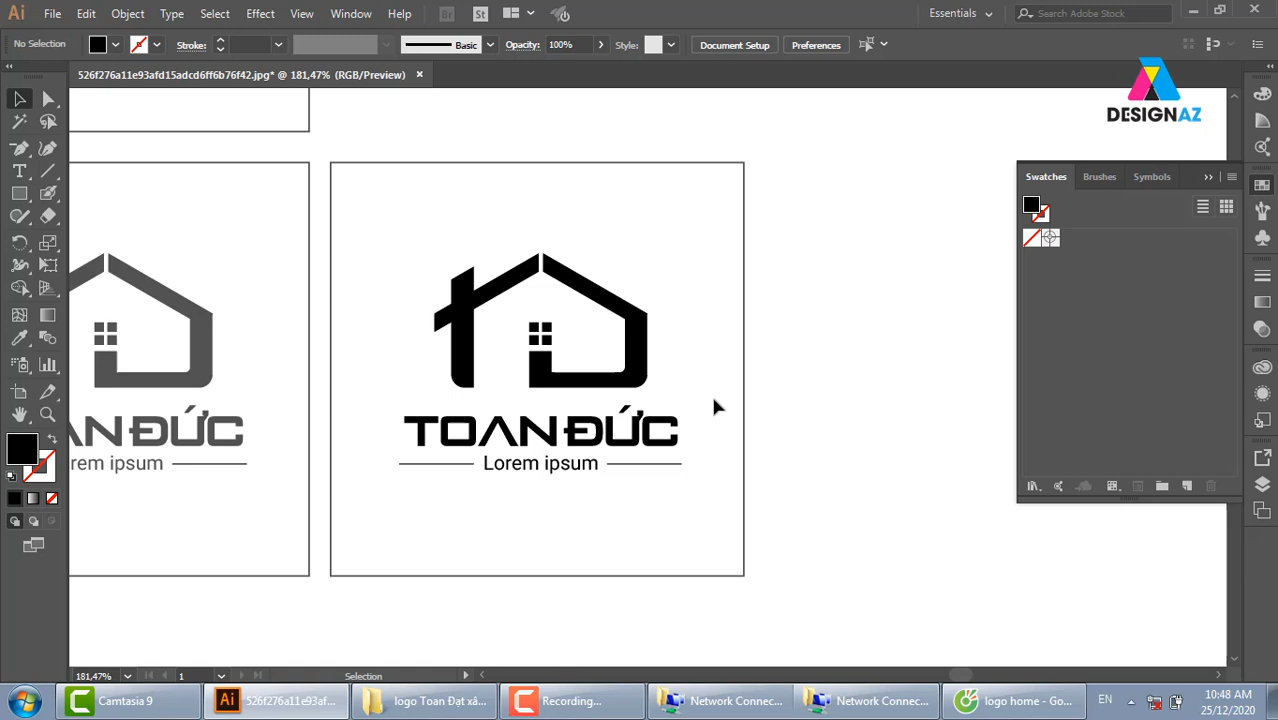 Ai File Edit Object Type Select Effect View Window Help Br St Essentials Search Adobe Stock
No Selection Stroke: Basic Opacity: 100% Style: Document Setup Preferences
526f276a11e93afd15adcd6ff6b76f42.jpg* @ 181,47% (RGB/Preview)
DESIGNAZ
Swatches Brushes Symbols
AN ĐỨC
rem ipsum
TOAN ĐỨC
Lorem ipsum
181,47% 1 Selection
Camtasia 9 Ai 526f276a11e93af... logo Toan Đạt xâ... Recording... Network Connec... Network Connec... logo home - Go... EN 10:48 AM
25/12/2020